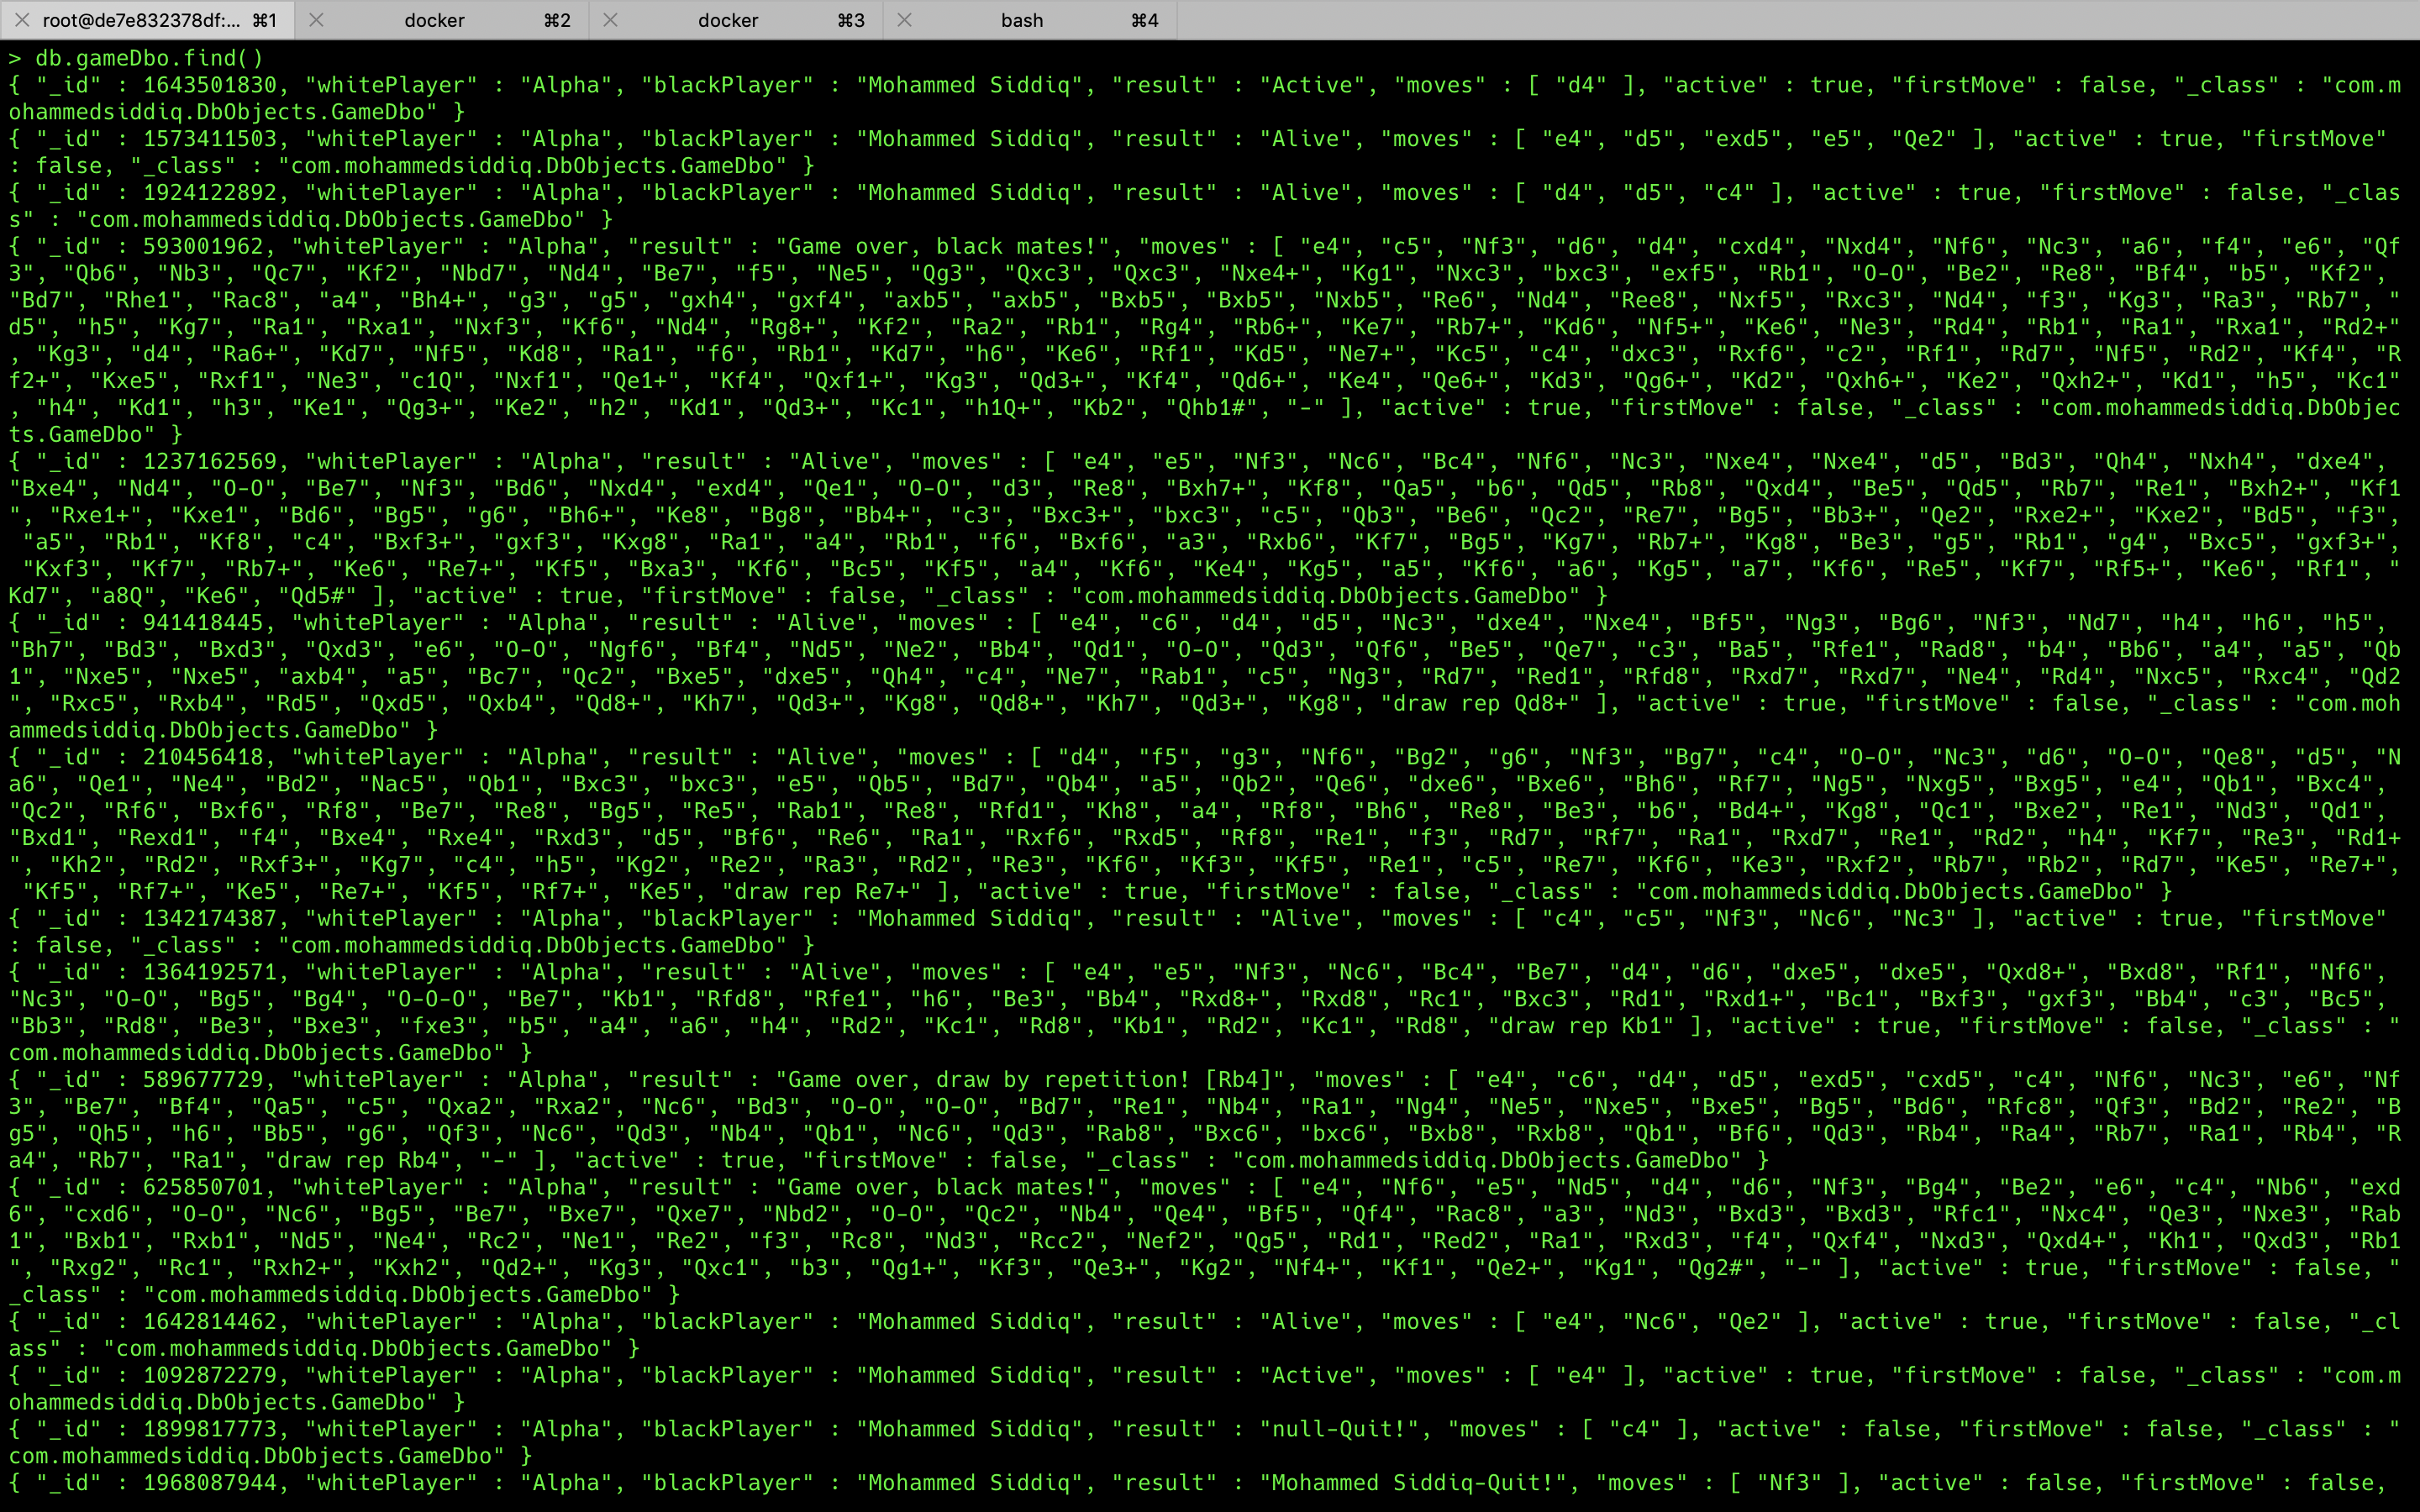 root@de7e832378df:... ⌘1 docker ⌘2 docker ⌘3 bash ⌘4
> db.gameDbo.find()
{ "_id" : 1643501830, "whitePlayer" : "Alpha", "blackPlayer" : "Mohammed Siddiq", "result" : "Active", "moves" : [ "d4" ], "active" : true, "firstMove" : false, "_class" : "com.m
ohammedsiddiq.DbObjects.GameDbo" }
{ "_id" : 1573411503, "whitePlayer" : "Alpha", "blackPlayer" : "Mohammed Siddiq", "result" : "Alive", "moves" : [ "e4", "d5", "exd5", "e5", "Qe2" ], "active" : true, "firstMove"
: false, "_class" : "com.mohammedsiddiq.DbObjects.GameDbo" }
{ "_id" : 1924122892, "whitePlayer" : "Alpha", "blackPlayer" : "Mohammed Siddiq", "result" : "Alive", "moves" : [ "d4", "d5", "c4" ], "active" : true, "firstMove" : false, "_clas
s" : "com.mohammedsiddiq.DbObjects.GameDbo" }
{ "_id" : 593001962, "whitePlayer" : "Alpha", "result" : "Game over, black mates!", "moves" : [ "e4", "c5", "Nf3", "d6", "d4", "cxd4", "Nxd4", "Nf6", "Nc3", "a6", "f4", "e6", "Qf
3", "Qb6", "Nb3", "Qc7", "Kf2", "Nbd7", "Nd4", "Be7", "f5", "Ne5", "Qg3", "Qxc3", "Qxc3", "Nxe4+", "Kg1", "Nxc3", "bxc3", "exf5", "Rb1", "O-O", "Be2", "Re8", "Bf4", "b5", "Kf2",
"Bd7", "Rhe1", "Rac8", "a4", "Bh4+", "g3", "g5", "gxh4", "gxf4", "axb5", "axb5", "Bxb5", "Bxb5", "Nxb5", "Re6", "Nd4", "Ree8", "Nxf5", "Rxc3", "Nd4", "f3", "Kg3", "Ra3", "Rb7", "
d5", "h5", "Kg7", "Ra1", "Rxa1", "Nxf3", "Kf6", "Nd4", "Rg8+", "Kf2", "Ra2", "Rb1", "Rg4", "Rb6+", "Ke7", "Rb7+", "Kd6", "Nf5+", "Ke6", "Ne3", "Rd4", "Rb1", "Ra1", "Rxa1", "Rd2+"
, "Kg3", "d4", "Ra6+", "Kd7", "Nf5", "Kd8", "Ra1", "f6", "Rb1", "Kd7", "h6", "Ke6", "Rf1", "Kd5", "Ne7+", "Kc5", "c4", "dxc3", "Rxf6", "c2", "Rf1", "Rd7", "Nf5", "Rd2", "Kf4", "R
f2+", "Kxe5", "Rxf1", "Ne3", "c1Q", "Nxf1", "Qe1+", "Kf4", "Qxf1+", "Kg3", "Qd3+", "Kf4", "Qd6+", "Ke4", "Qe6+", "Kd3", "Qg6+", "Kd2", "Qxh6+", "Ke2", "Qxh2+", "Kd1", "h5", "Kc1"
, "h4", "Kd1", "h3", "Ke1", "Qg3+", "Ke2", "h2", "Kd1", "Qd3+", "Kc1", "h1Q+", "Kb2", "Qhb1#", "-" ], "active" : true, "firstMove" : false, "_class" : "com.mohammedsiddiq.DbObjec
ts.GameDbo" }
{ "_id" : 1237162569, "whitePlayer" : "Alpha", "result" : "Alive", "moves" : [ "e4", "e5", "Nf3", "Nc6", "Bc4", "Nf6", "Nc3", "Nxe4", "Nxe4", "d5", "Bd3", "Qh4", "Nxh4", "dxe4",
"Bxe4", "Nd4", "O-O", "Be7", "Nf3", "Bd6", "Nxd4", "exd4", "Qe1", "O-O", "d3", "Re8", "Bxh7+", "Kf8", "Qa5", "b6", "Qd5", "Rb8", "Qxd4", "Be5", "Qd5", "Rb7", "Re1", "Bxh2+", "Kf1
", "Rxe1+", "Kxe1", "Bd6", "Bg5", "g6", "Bh6+", "Ke8", "Bg8", "Bb4+", "c3", "Bxc3+", "bxc3", "c5", "Qb3", "Be6", "Qc2", "Re7", "Bg5", "Bb3+", "Qe2", "Rxe2+", "Kxe2", "Bd5", "f3",
"a5", "Rb1", "Kf8", "c4", "Bxf3+", "gxf3", "Kxg8", "Ra1", "a4", "Rb1", "f6", "Bxf6", "a3", "Rxb6", "Kf7", "Bg5", "Kg7", "Rb7+", "Kg8", "Be3", "g5", "Rb1", "g4", "Bxc5", "gxf3+",
"Kxf3", "Kf7", "Rb7+", "Ke6", "Re7+", "Kf5", "Bxa3", "Kf6", "Bc5", "Kf5", "a4", "Kf6", "Ke4", "Kg5", "a5", "Kf6", "a6", "Kg5", "a7", "Kf6", "Re5", "Kf7", "Rf5+", "Ke6", "Rf1", "
Kd7", "a8Q", "Ke6", "Qd5#" ], "active" : true, "firstMove" : false, "_class" : "com.mohammedsiddiq.DbObjects.GameDbo" }
{ "_id" : 941418445, "whitePlayer" : "Alpha", "result" : "Alive", "moves" : [ "e4", "c6", "d4", "d5", "Nc3", "dxe4", "Nxe4", "Bf5", "Ng3", "Bg6", "Nf3", "Nd7", "h4", "h6", "h5",
"Bh7", "Bd3", "Bxd3", "Qxd3", "e6", "O-O", "Ngf6", "Bf4", "Nd5", "Ne2", "Bb4", "Qd1", "O-O", "Qd3", "Qf6", "Be5", "Qe7", "c3", "Ba5", "Rfe1", "Rad8", "b4", "Bb6", "a4", "a5", "Qb
1", "Nxe5", "Nxe5", "axb4", "a5", "Bc7", "Qc2", "Bxe5", "dxe5", "Qh4", "c4", "Ne7", "Rab1", "c5", "Ng3", "Rd7", "Red1", "Rfd8", "Rxd7", "Rxd7", "Ne4", "Rd4", "Nxc5", "Rxc4", "Qd2
", "Rxc5", "Rxb4", "Rd5", "Qxd5", "Qxb4", "Qd8+", "Kh7", "Qd3+", "Kg8", "Qd8+", "Kh7", "Qd3+", "Kg8", "draw rep Qd8+" ], "active" : true, "firstMove" : false, "_class" : "com.moh
ammedsiddiq.DbObjects.GameDbo" }
{ "_id" : 210456418, "whitePlayer" : "Alpha", "result" : "Alive", "moves" : [ "d4", "f5", "g3", "Nf6", "Bg2", "g6", "Nf3", "Bg7", "c4", "O-O", "Nc3", "d6", "O-O", "Qe8", "d5", "N
a6", "Qe1", "Ne4", "Bd2", "Nac5", "Qb1", "Bxc3", "bxc3", "e5", "Qb5", "Bd7", "Qb4", "a5", "Qb2", "Qe6", "dxe6", "Bxe6", "Bh6", "Rf7", "Ng5", "Nxg5", "Bxg5", "e4", "Qb1", "Bxc4",
"Qc2", "Rf6", "Bxf6", "Rf8", "Be7", "Re8", "Bg5", "Re5", "Rab1", "Re8", "Rfd1", "Kh8", "a4", "Rf8", "Bh6", "Re8", "Be3", "b6", "Bd4+", "Kg8", "Qc1", "Bxe2", "Re1", "Nd3", "Qd1",
"Bxd1", "Rexd1", "f4", "Bxe4", "Rxe4", "Rxd3", "d5", "Bf6", "Re6", "Ra1", "Rxf6", "Rxd5", "Rf8", "Re1", "f3", "Rd7", "Rf7", "Ra1", "Rxd7", "Re1", "Rd2", "h4", "Kf7", "Re3", "Rd1+
", "Kh2", "Rd2", "Rxf3+", "Kg7", "c4", "h5", "Kg2", "Re2", "Ra3", "Rd2", "Re3", "Kf6", "Kf3", "Kf5", "Re1", "c5", "Re7", "Kf6", "Ke3", "Rxf2", "Rb7", "Rb2", "Rd7", "Ke5", "Re7+",
"Kf5", "Rf7+", "Ke5", "Re7+", "Kf5", "Rf7+", "Ke5", "draw rep Re7+" ], "active" : true, "firstMove" : false, "_class" : "com.mohammedsiddiq.DbObjects.GameDbo" }
{ "_id" : 1342174387, "whitePlayer" : "Alpha", "blackPlayer" : "Mohammed Siddiq", "result" : "Alive", "moves" : [ "c4", "c5", "Nf3", "Nc6", "Nc3" ], "active" : true, "firstMove"
: false, "_class" : "com.mohammedsiddiq.DbObjects.GameDbo" }
{ "_id" : 1364192571, "whitePlayer" : "Alpha", "result" : "Alive", "moves" : [ "e4", "e5", "Nf3", "Nc6", "Bc4", "Be7", "d4", "d6", "dxe5", "dxe5", "Qxd8+", "Bxd8", "Rf1", "Nf6",
"Nc3", "O-O", "Bg5", "Bg4", "O-O-O", "Be7", "Kb1", "Rfd8", "Rfe1", "h6", "Be3", "Bb4", "Rxd8+", "Rxd8", "Rc1", "Bxc3", "Rd1", "Rxd1+", "Bc1", "Bxf3", "gxf3", "Bb4", "c3", "Bc5",
"Bb3", "Rd8", "Be3", "Bxe3", "fxe3", "b5", "a4", "a6", "h4", "Rd2", "Kc1", "Rd8", "Kb1", "Rd2", "Kc1", "Rd8", "draw rep Kb1" ], "active" : true, "firstMove" : false, "_class" : "
com.mohammedsiddiq.DbObjects.GameDbo" }
{ "_id" : 589677729, "whitePlayer" : "Alpha", "result" : "Game over, draw by repetition! [Rb4]", "moves" : [ "e4", "c6", "d4", "d5", "exd5", "cxd5", "c4", "Nf6", "Nc3", "e6", "Nf
3", "Be7", "Bf4", "Qa5", "c5", "Qxa2", "Rxa2", "Nc6", "Bd3", "O-O", "O-O", "Bd7", "Re1", "Nb4", "Ra1", "Ng4", "Ne5", "Nxe5", "Bxe5", "Bg5", "Bd6", "Rfc8", "Qf3", "Bd2", "Re2", "B
g5", "Qh5", "h6", "Bb5", "g6", "Qf3", "Nc6", "Qd3", "Nb4", "Qb1", "Nc6", "Qd3", "Rab8", "Bxc6", "bxc6", "Bxb8", "Rxb8", "Qb1", "Bf6", "Qd3", "Rb4", "Ra4", "Rb7", "Ra1", "Rb4", "R
a4", "Rb7", "Ra1", "draw rep Rb4", "-" ], "active" : true, "firstMove" : false, "_class" : "com.mohammedsiddiq.DbObjects.GameDbo" }
{ "_id" : 625850701, "whitePlayer" : "Alpha", "result" : "Game over, black mates!", "moves" : [ "e4", "Nf6", "e5", "Nd5", "d4", "d6", "Nf3", "Bg4", "Be2", "e6", "c4", "Nb6", "exd
6", "cxd6", "O-O", "Nc6", "Bg5", "Be7", "Bxe7", "Qxe7", "Nbd2", "O-O", "Qc2", "Nb4", "Qe4", "Bf5", "Qf4", "Rac8", "a3", "Nd3", "Bxd3", "Bxd3", "Rfc1", "Nxc4", "Qe3", "Nxe3", "Rab
1", "Bxb1", "Rxb1", "Nd5", "Ne4", "Rc2", "Ne1", "Re2", "f3", "Rc8", "Nd3", "Rcc2", "Nef2", "Qg5", "Rd1", "Red2", "Ra1", "Rxd3", "f4", "Qxf4", "Nxd3", "Qxd4+", "Kh1", "Qxd3", "Rb1
", "Rxg2", "Rc1", "Rxh2+", "Kxh2", "Qd2+", "Kg3", "Qxc1", "b3", "Qg1+", "Kf3", "Qe3+", "Kg2", "Nf4+", "Kf1", "Qe2+", "Kg1", "Qg2#", "-" ], "active" : true, "firstMove" : false, "
_class" : "com.mohammedsiddiq.DbObjects.GameDbo" }
{ "_id" : 1642814462, "whitePlayer" : "Alpha", "blackPlayer" : "Mohammed Siddiq", "result" : "Alive", "moves" : [ "e4", "Nc6", "Qe2" ], "active" : true, "firstMove" : false, "_cl
ass" : "com.mohammedsiddiq.DbObjects.GameDbo" }
{ "_id" : 1092872279, "whitePlayer" : "Alpha", "blackPlayer" : "Mohammed Siddiq", "result" : "Active", "moves" : [ "e4" ], "active" : true, "firstMove" : false, "_class" : "com.m
ohammedsiddiq.DbObjects.GameDbo" }
{ "_id" : 1899817773, "whitePlayer" : "Alpha", "blackPlayer" : "Mohammed Siddiq", "result" : "null-Quit!", "moves" : [ "c4" ], "active" : false, "firstMove" : false, "_class" : "
com.mohammedsiddiq.DbObjects.GameDbo" }
{ "_id" : 1968087944, "whitePlayer" : "Alpha", "blackPlayer" : "Mohammed Siddiq", "result" : "Mohammed Siddiq-Quit!", "moves" : [ "Nf3" ], "active" : false, "firstMove" : false,